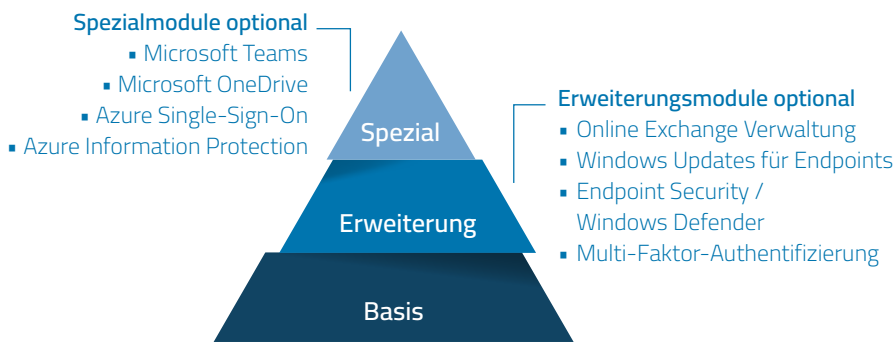 Spezialmodule optional
▪ Microsoft Teams
▪ Microsoft OneDrive
▪ Azure Single-Sign-On
▪ Azure Information Protection
Spezial
Erweiterungsmodule optional
▪ Online Exchange Verwaltung
▪ Windows Updates für Endpoints
▪ Endpoint Security /
Windows Defender
▪ Multi-Faktor-Authentifizierung
Erweiterung
Basis